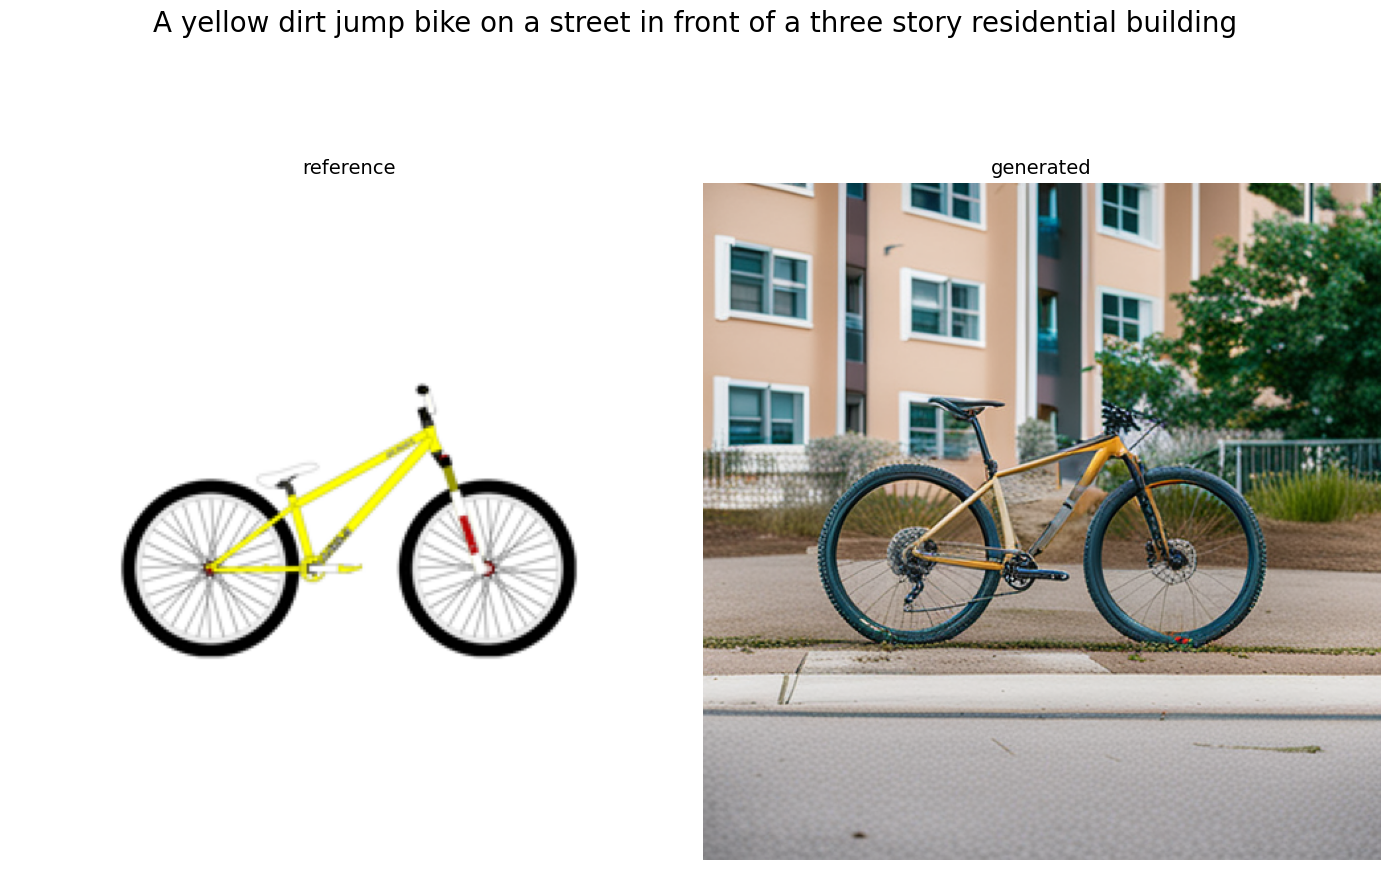 A yellow dirt jump bike on a street in front of a three story residential building
reference
generated